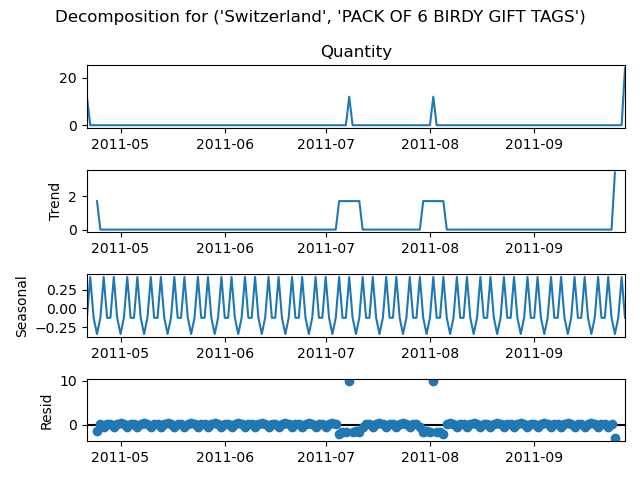 Decomposition for ('Switzerland', 'PACK OF 6 BIRDY GIFT TAGS')
Quantity
20
0
2011-05 2011-06 2011-07 2011-08 2011-09
Trend
2
0
2011-05 2011-06 2011-07 2011-08 2011-09
Seasonal
0.25
0.00
−0.25
2011-05 2011-06 2011-07 2011-08 2011-09
Resid
10
0
2011-05 2011-06 2011-07 2011-08 2011-09